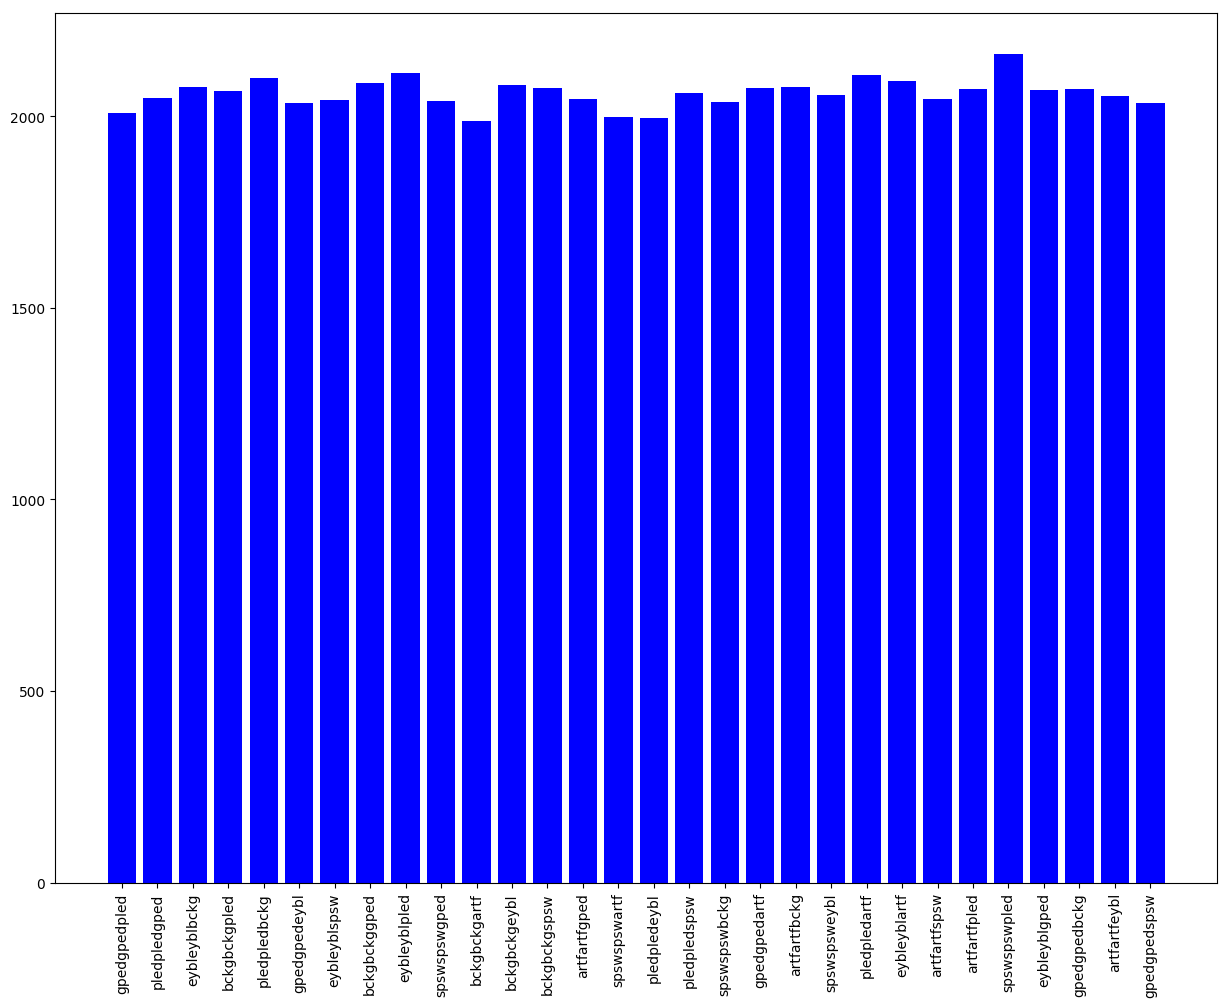 2000
1500
1000
500
0
gpedgpedpled
pledpledgped
eybleyblbckg
bckgbckgpled
pledpledbckg
gpedgpedeybl
eybleyblspsw
bckgbckggped
eybleyblpled
spswspswgped
bckgbckgartf
bckgbckgeybl
bckgbckgspsw
artfartfgped
spswspswartf
pledpledeybl
pledpledspsw
spswspswbckg
gpedgpedartf
artfartfbckg
spswspsweybl
pledpledartf
eybleyblartf
artfartfspsw
artfartfpled
spswspswpled
eybleyblgped
gpedgpedbckg
artfartfeybl
gpedgpedspsw